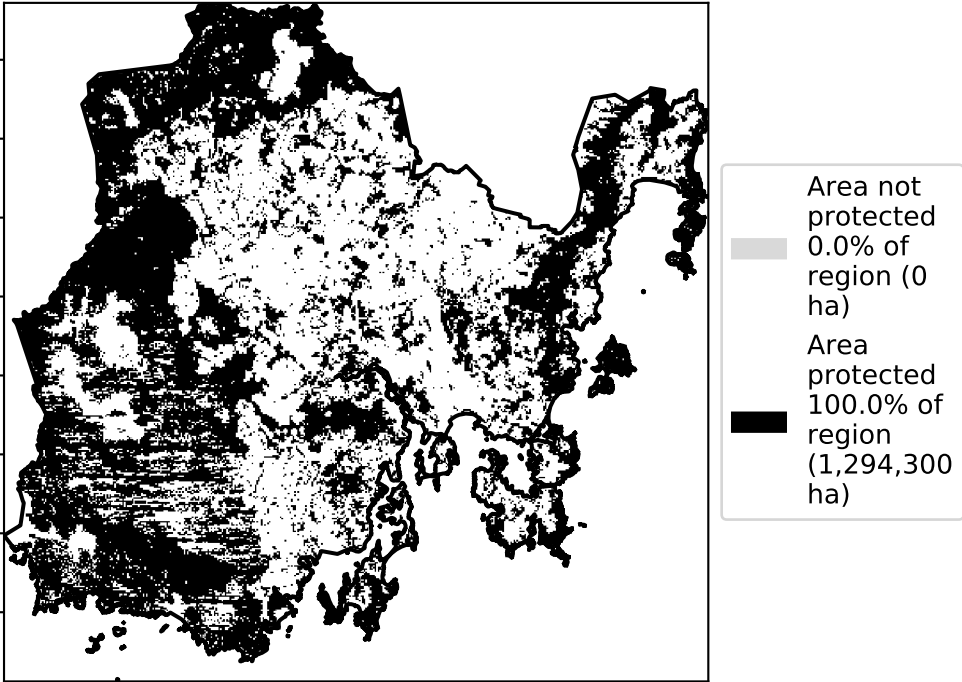 Area not
protected
0.0% of
region (0
ha)
Area
protected
100.0% of
region
(1,294,300
ha)